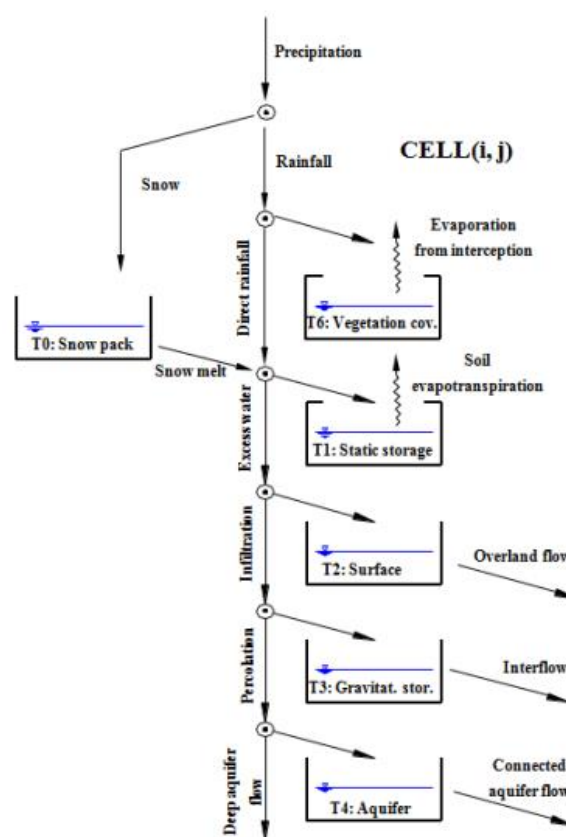 Precipitation
CELL(i, j)
Rainfall
Snow
Evaporation
from interception
Direct rainfall
T6: Vegetation cov.
T0: Snow pack
Snow melt
Soil
evapotranspiration
Excess water
T1: Static storage
Infiltration
T2: Surface
Overland flow
Percolation
T3: Gravitat. stor.
Interflow
Deep aquifer
flow
T4: Aquifer
Connected
aquifer flow